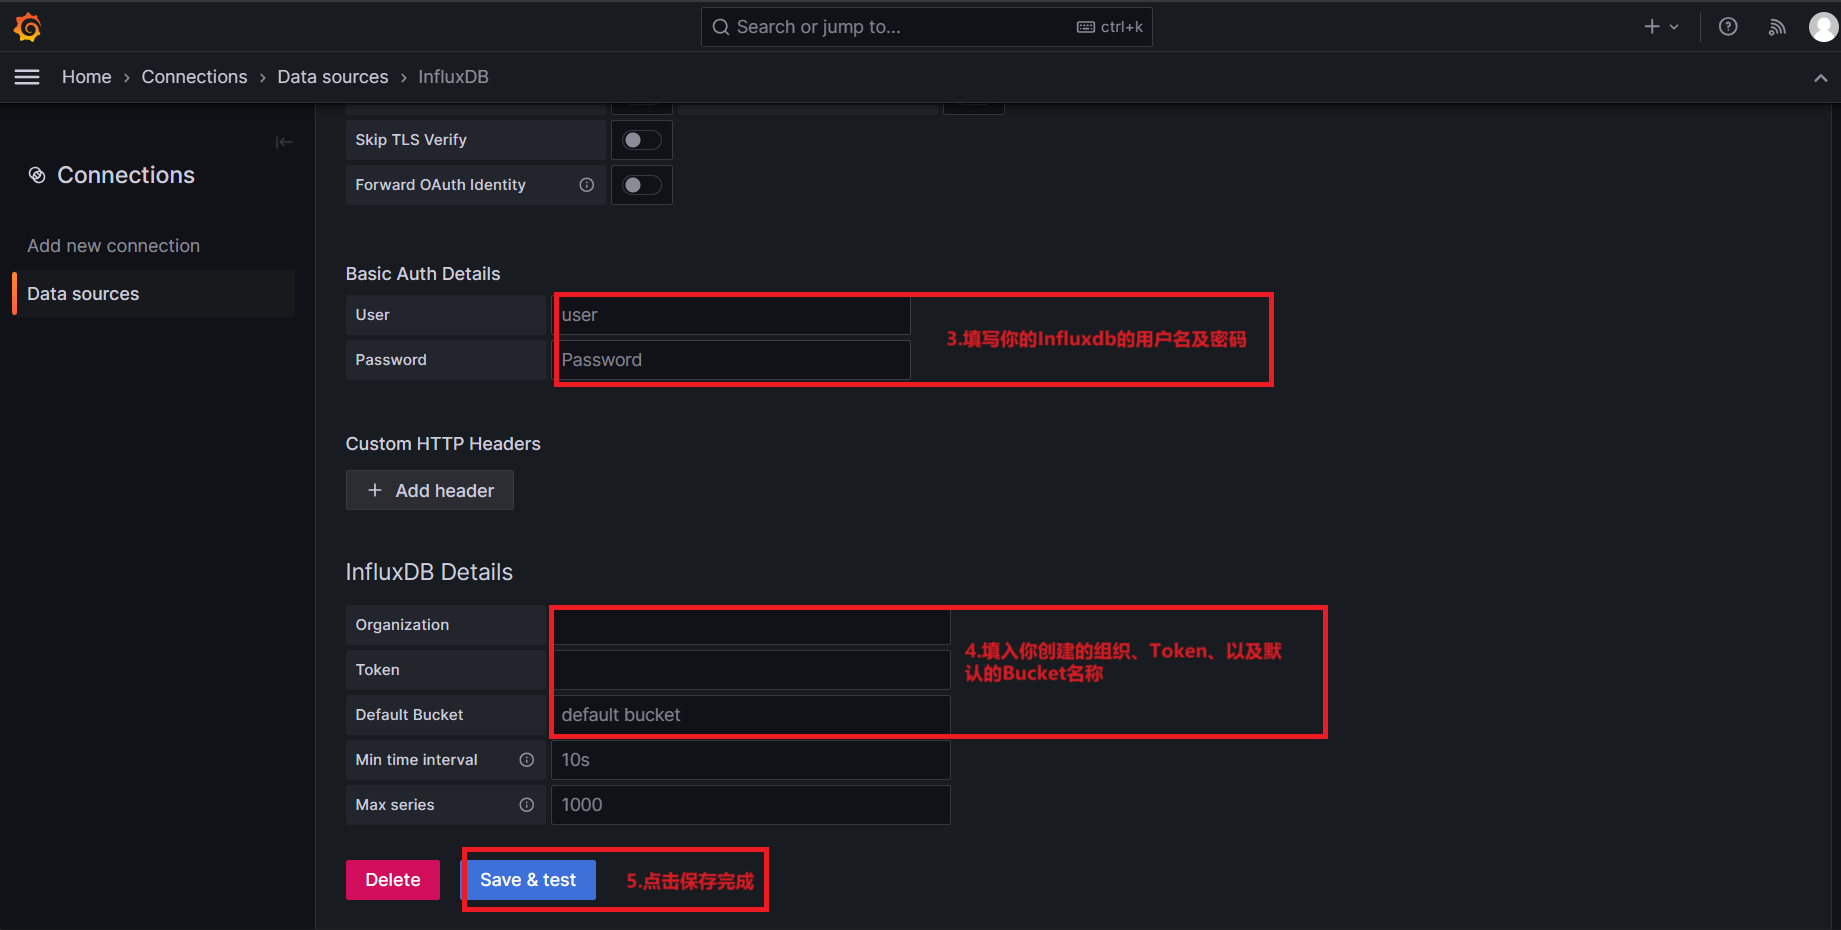 Search or jump to...
ctrl+k
Home › Connections › Data sources › InfluxDB
Connections
Add new connection
Data sources
Skip TLS Verify
Forward OAuth Identity
Basic Auth Details
User
user
Password
Password
3.填写你的Influxdb的用户名及密码
Custom HTTP Headers
+ Add header
InfluxDB Details
Organization
Token
Default Bucket
default bucket
4.填入你创建的组织、Token、以及默
认的Bucket名称
Min time interval
10s
Max series
1000
Delete
Save & test
5.点击保存完成